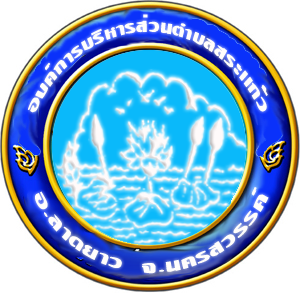 องค์การบริหารส่วนตำบลสระแก้ว
อ.ลาดยาว จ.นครสวรรค์